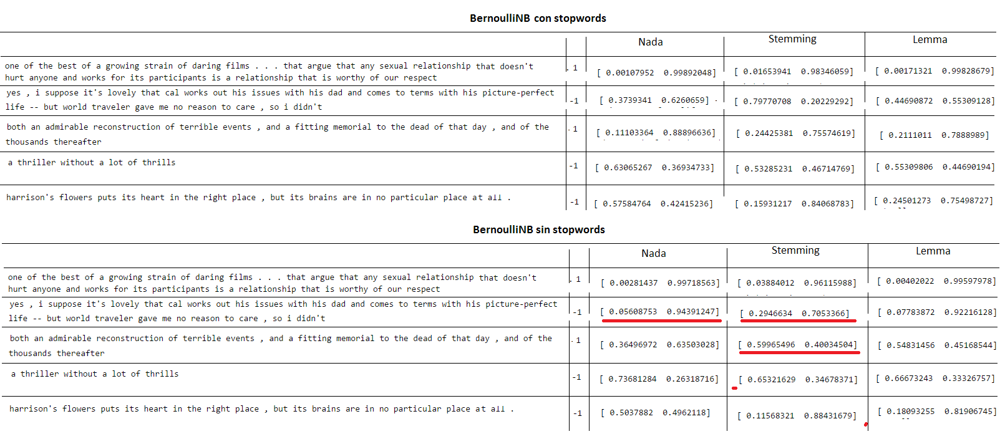 BernoulliNB con stopwords
Nada Stemming Lemma
one of the best of a growing strain of daring films . . . that argue that any sexual relationship that doesn't
hurt anyone and works for its participants is a relationship that is worthy of our respect
1 [ 0.00107952 0.99892048] [ 0.01653941 0.98346059] [ 0.00171321 0.99828679]
yes , i suppose it's lovely that cal works out his issues with his dad and comes to terms with his picture-perfect
life -- but world traveler gave me no reason to care , so i didn't
-1 [ 0.3739341 0.6260659] [ 0.79770708 0.20229292] [ 0.44690872 0.55309128]
both an admirable reconstruction of terrible events , and a fitting memorial to the dead of that day , and of the
thousands thereafter
1 [ 0.11103364 0.88896636] [ 0.24425381 0.75574619] [ 0.2111011 0.7888989]
a thriller without a lot of thrills
-1 [ 0.63065267 0.36934733] [ 0.53285231 0.46714769] [ 0.55309806 0.44690194]
harrison's flowers puts its heart in the right place , but its brains are in no particular place at all .
-1 [ 0.57584764 0.42415236] [ 0.15931217 0.84068783] [ 0.24501273 0.75498727]
BernoulliNB sin stopwords
Nada Stemming Lemma
one of the best of a growing strain of daring films . . . that argue that any sexual relationship that doesn't
hurt anyone and works for its participants is a relationship that is worthy of our respect
1 [ 0.00281437 0.99718563] [ 0.03884012 0.96115988] [ 0.00402022 0.99597978]
yes , i suppose it's lovely that cal works out his issues with his dad and comes to terms with his picture-perfect
life -- but world traveler gave me no reason to care , so i didn't
-1 [ 0.05608753 0.94391247] [ 0.2946634 0.7053366] [ 0.07783872 0.92216128]
both an admirable reconstruction of terrible events , and a fitting memorial to the dead of that day , and of the
thousands thereafter
1 [ 0.36496972 0.63503028] [ 0.59965496 0.40034504] [ 0.54831456 0.45168544]
a thriller without a lot of thrills
-1 [ 0.73681284 0.26318716] [ 0.65321629 0.34678371] [ 0.66673243 0.33326757]
harrison's flowers puts its heart in the right place , but its brains are in no particular place at all .
-1 [ 0.5037882 0.4962118] [ 0.11568321 0.88431679] [ 0.18093255 0.81906745]